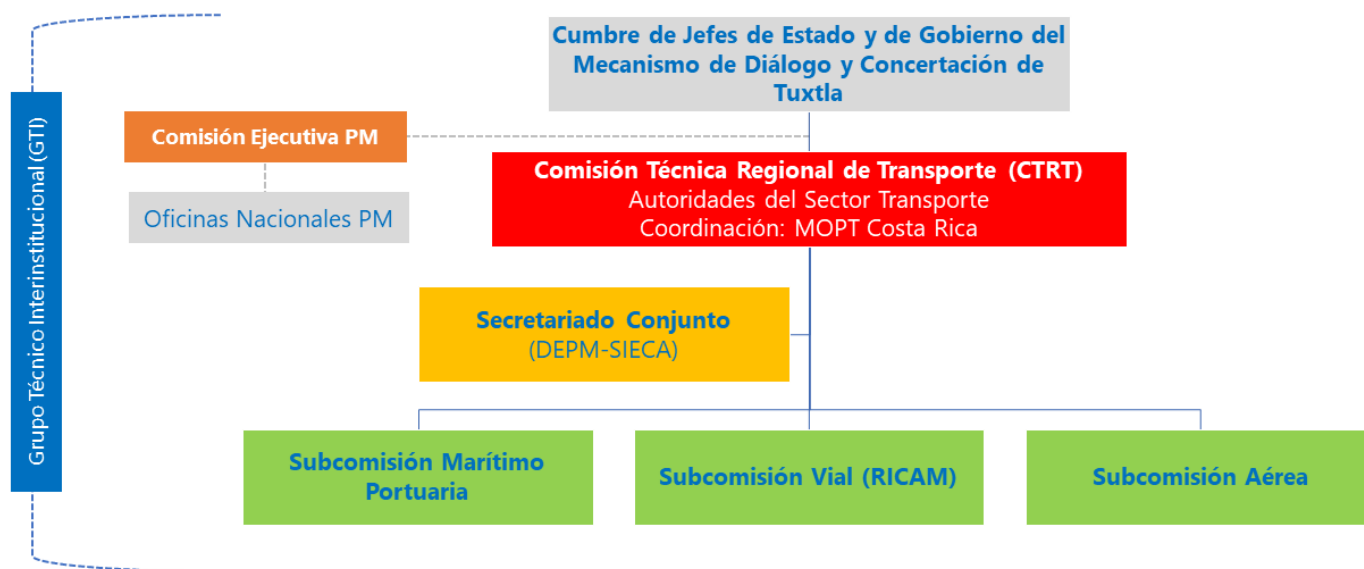 Cumbre de Jefes de Estado y de Gobierno del
Mecanismo de Diálogo y Concertación de
Tuxtla
Grupo Técnico Interinstitucional (GTI)
Comisión Ejecutiva PM
Oficinas Nacionales PM
Comisión Técnica Regional de Transporte (CTRT)
Autoridades del Sector Transporte
Coordinación: MOPT Costa Rica
Secretariado Conjunto
(DEPM-SIECA)
Subcomisión Marítimo
Portuaria
Subcomisión Vial (RICAM)
Subcomisión Aérea